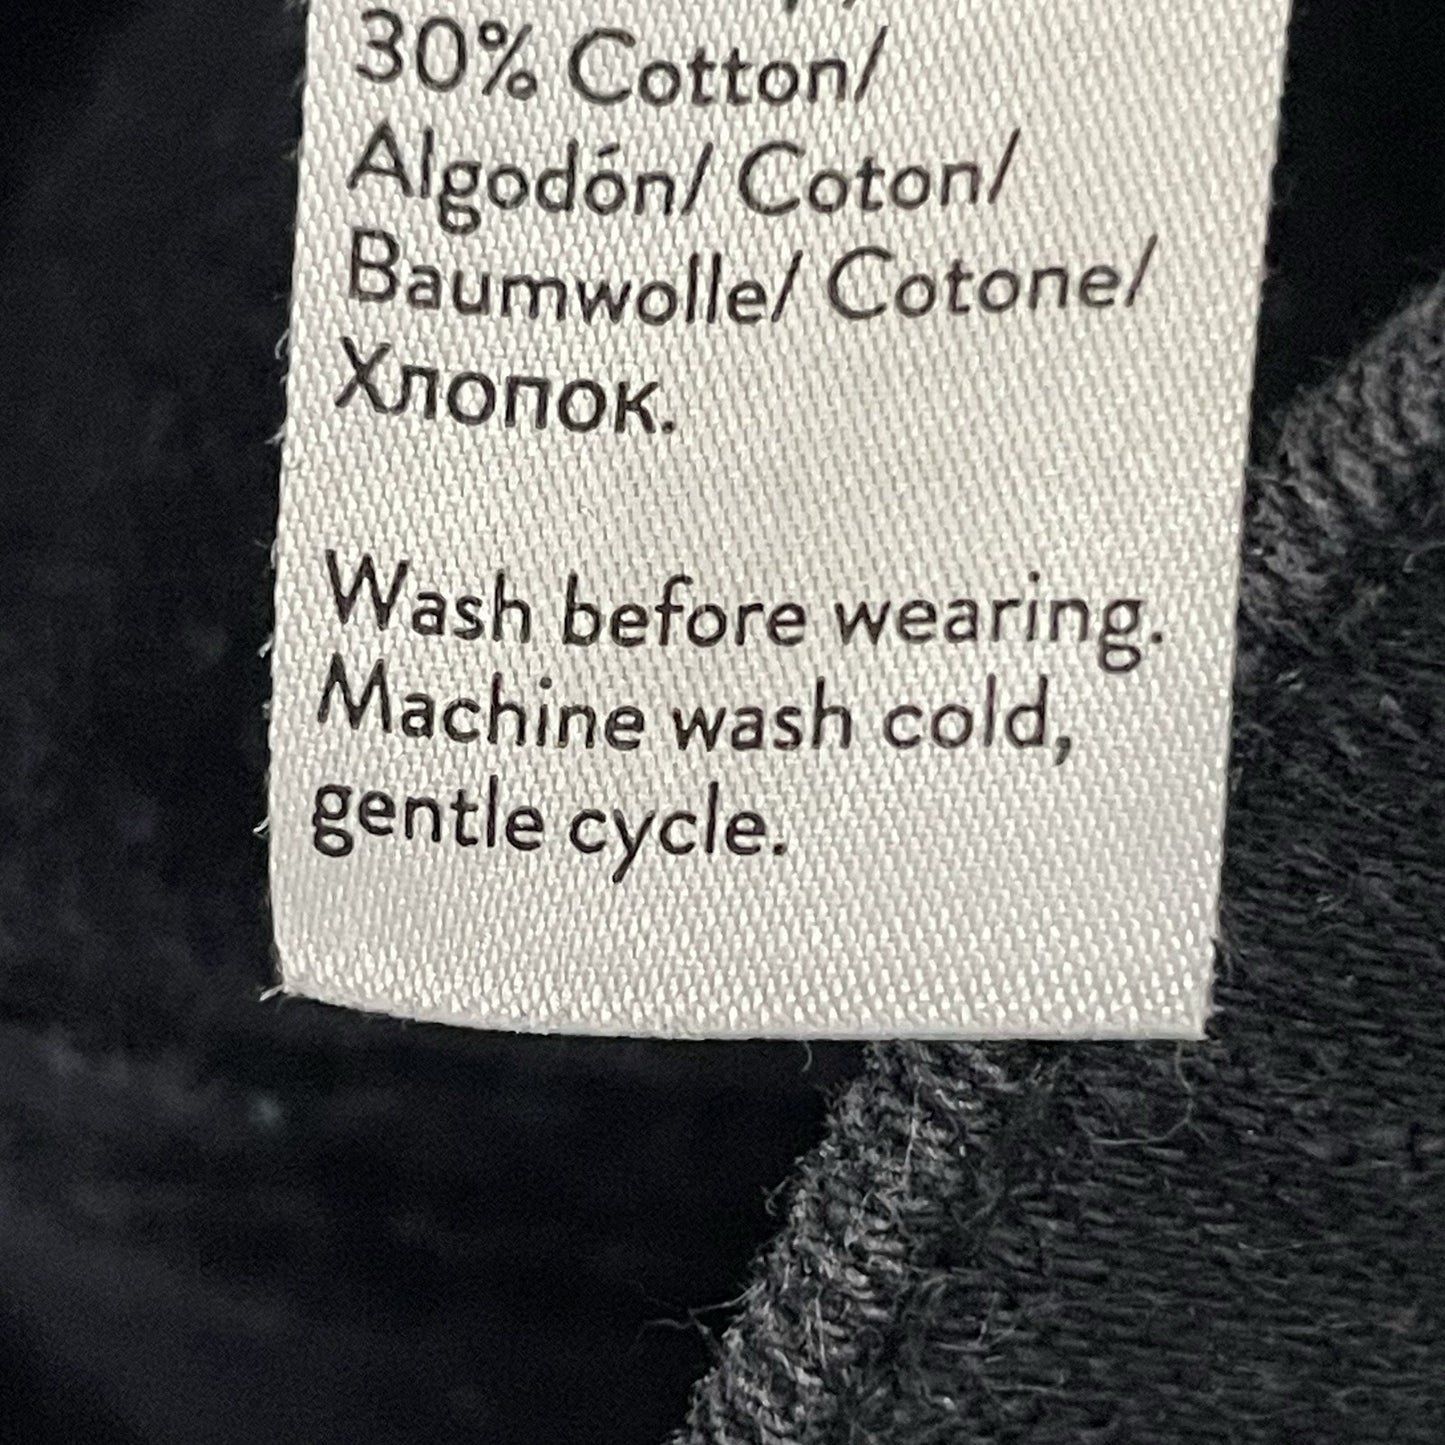 30% Cotton/
Algodón/ Coton/
Baumwolle/ Cotone/
Хлопок.
Wash before wearing.
Machine wash cold,
gentle cycle.